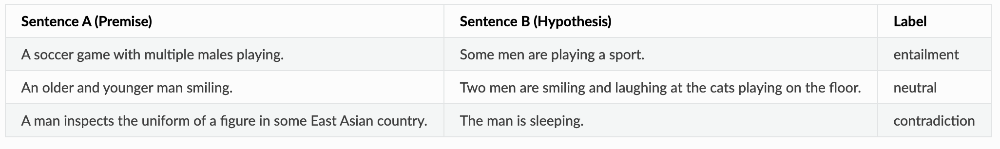 Sentence A (Premise) Sentence B (Hypothesis) Label
A soccer game with multiple males playing. Some men are playing a sport. entailment
An older and younger man smiling. Two men are smiling and laughing at the cats playing on the floor. neutral
A man inspects the uniform of a figure in some East Asian country. The man is sleeping. contradiction